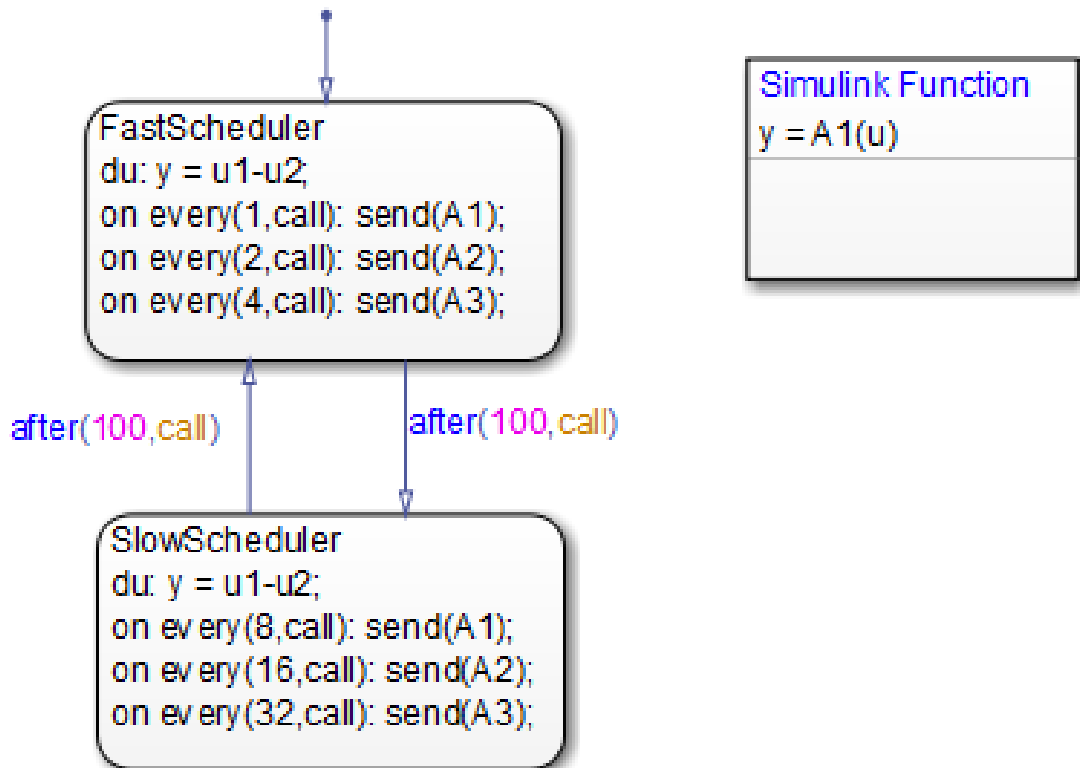 FastScheduler
du: y = u1-u2;
on every(1,call): send(A1);
on every(2,call): send(A2);
on every(4,call): send(A3);
after(100,call)
after(100,call)
SlowScheduler
du: y = u1-u2;
on every(8,call): send(A1);
on every(16,call): send(A2);
on every(32,call): send(A3);
Simulink Function
y = A1(u)